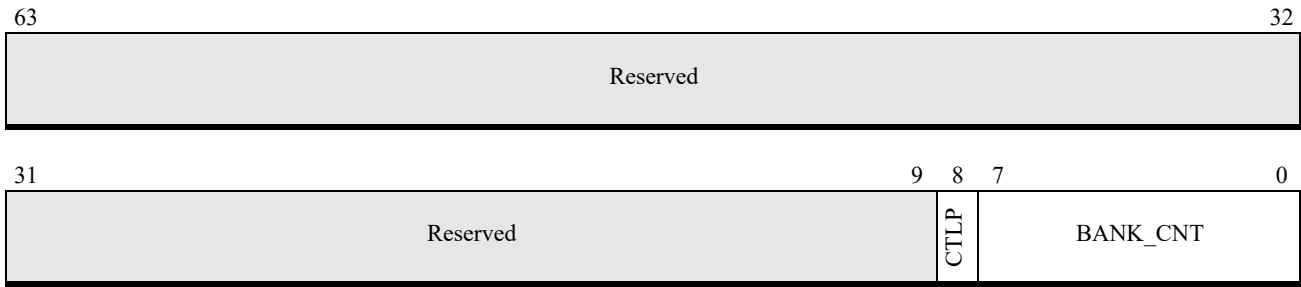 63 32
Reserved
31 9 8 7 0
Reserved CTLP BANK_CNT